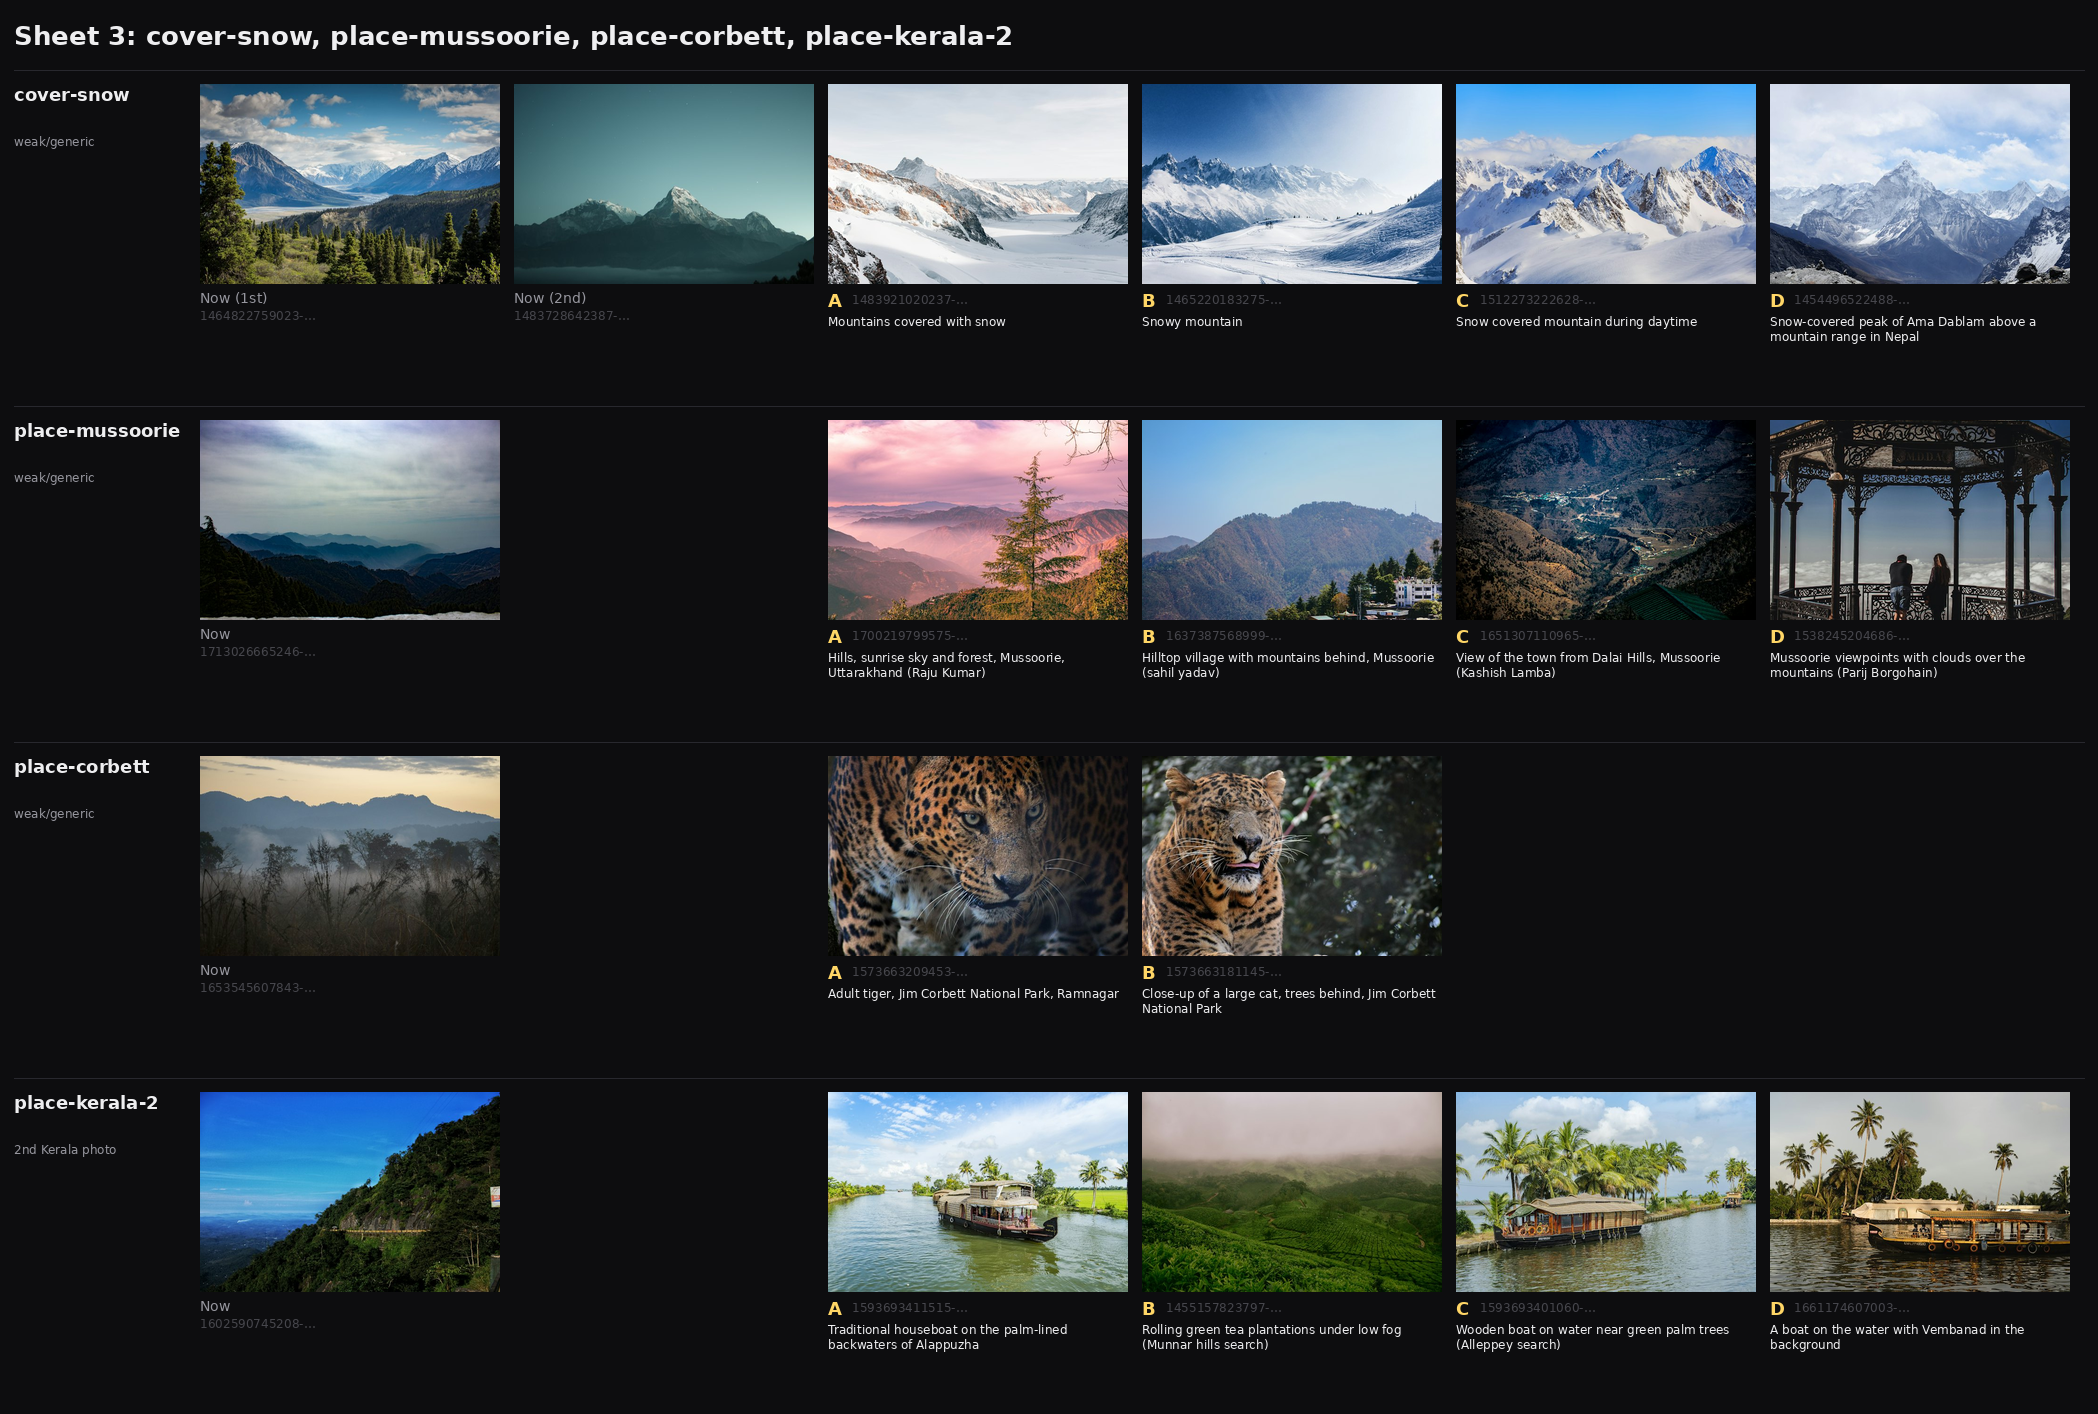 Sheet 3: cover-snow, place-mussoorie, place-corbett, place-kerala-2
cover-snow
weak/generic
Now (1st)
1464822759023-...
Now (2nd)
1483728642387-...
A 1483921020237-...
Mountains covered with snow
B 1465220183275-...
Snowy mountain
C 1512273222628-...
Snow covered mountain during daytime
D 1454496522488-...
Snow-covered peak of Ama Dablam above a
mountain range in Nepal
place-mussoorie
weak/generic
Now
1713026665246-...
A 1700219799575-...
Hills, sunrise sky and forest, Mussoorie,
Uttarakhand (Raju Kumar)
B 1637387568999-...
Hilltop village with mountains behind, Mussoorie
(sahil yadav)
C 1651307110965-...
View of the town from Dalai Hills, Mussoorie
(Kashish Lamba)
D 1538245204686-...
Mussoorie viewpoints with clouds over the
mountains (Parij Borgohain)
place-corbett
weak/generic
Now
1653545607843-...
A 1573663209453-...
Adult tiger, Jim Corbett National Park, Ramnagar
B 1573663181145-...
Close-up of a large cat, trees behind, Jim Corbett
National Park
place-kerala-2
2nd Kerala photo
Now
1602590745208-...
A 1593693411515-...
Traditional houseboat on the palm-lined
backwaters of Alappuzha
B 1455157823797-...
Rolling green tea plantations under low fog
(Munnar hills search)
C 1593693401060-...
Wooden boat on water near green palm trees
(Alleppey search)
D 1661174607003-...
A boat on the water with Vembanad in the
background